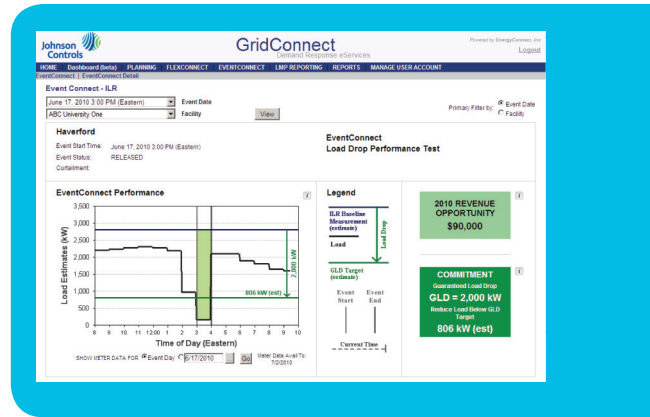 Johnson Controls
GridConnect
Demand Response eServices
Powered by EnergyConnect, Inc
Logout
HOME Dashboard (beta) PLANNING FLEXCONNECT EVENTCONNECT LMP REPORTING REPORTS MANAGE USER ACCOUNT
EventConnect | EventConnect Detail
Event Connect - ILR
June 17, 2010 3:00 PM (Eastern) Event Date
ABC University One Facility View
Primary Filter by: Event Date
Facility
Haverford
Event Start Time: June 17, 2010 3:00 PM (Eastern)
Event Status: RELEASED
Curtailment:
EventConnect
Load Drop Performance Test
EventConnect Performance i
Load Estimates (kW)
3,500
3,000
2,500
2,000
1,500
1,000
500
0
2,000 kW
806 kW (est)
8 9 10 11 12:00 1 2 3 4 5 6 7 8 9 10
Time of Day (Eastern)
SHOW METER DATA FOR Event Day 6/17/2010 Go Meter Data Avail To:
7/2/2010
Legend
ILR Baseline
Measurement
(estimate)
Load
Load Drop
GLD Target
(estimate)
Event Start
Event End
Current Time
2010 REVENUE
OPPORTUNITY
$90,000
i
COMMITMENT
Guaranteed Load Drop
GLD = 2,000 kW
Reduce Load Below GLD
Target
806 kW (est)
i